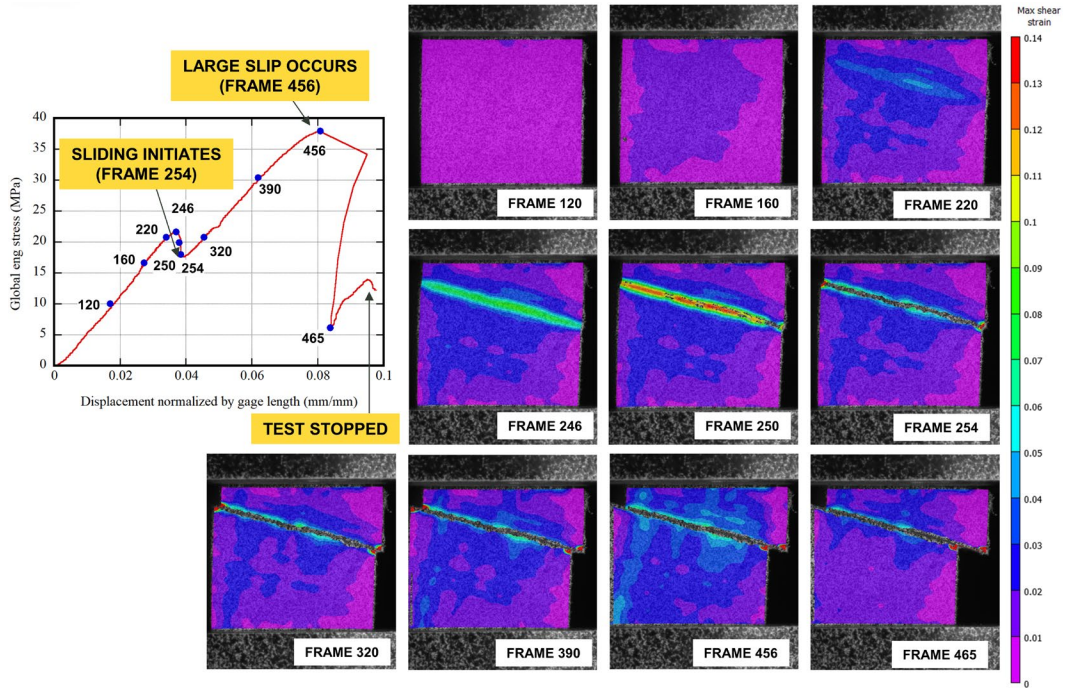 LARGE SLIP OCCURS
(FRAME 456)
SLIDING INITIATES
(FRAME 254)
TEST STOPPED
Global eng stress (MPa)
40
35
30
25
20
15
10
5
0
0
0.02
0.04
0.06
0.08
0.1
Displacement normalized by gage length (mm/mm)
120
160
220
246
250
254
320
390
456
465
FRAME 120
FRAME 160
FRAME 220
FRAME 246
FRAME 250
FRAME 254
FRAME 320
FRAME 390
FRAME 456
FRAME 465
Max shear
strain
0.14
0.13
0.12
0.11
0.1
0.09
0.08
0.07
0.06
0.05
0.04
0.03
0.02
0.01
0